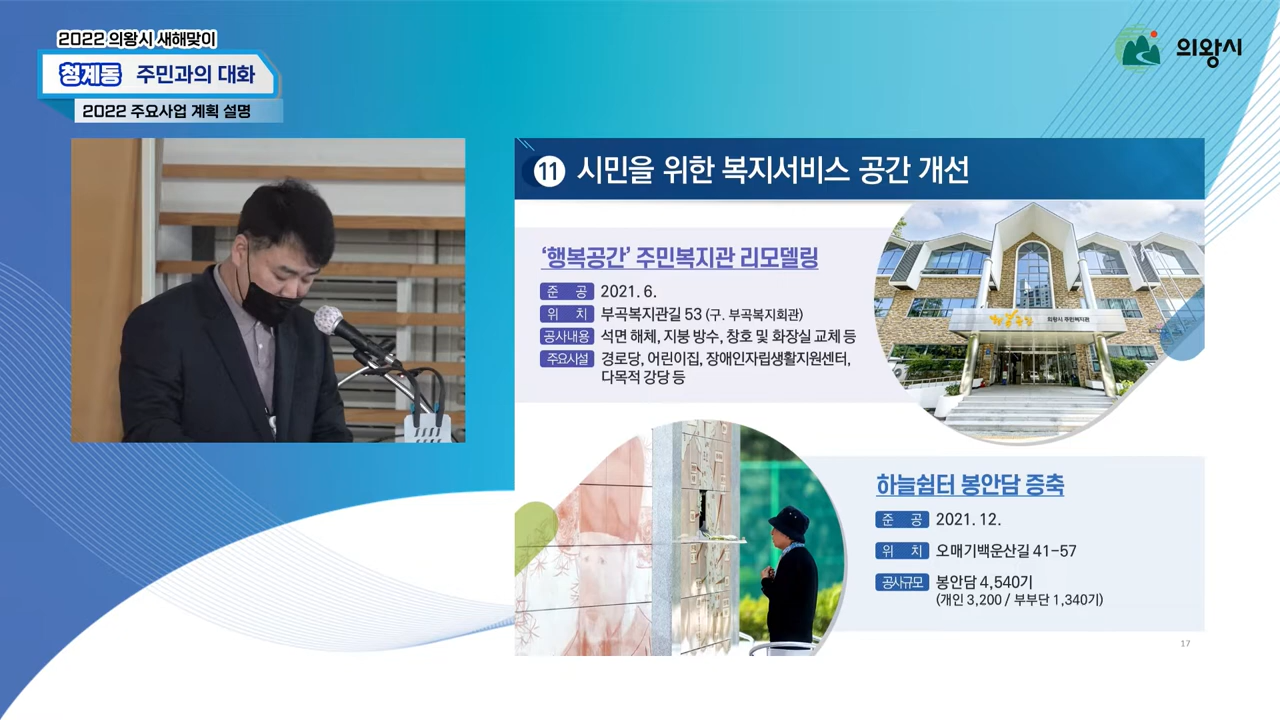 2022 의왕시 새해맞이
청계동 주민과의 대화
2022 주요사업 계획 설명
의왕시
11 시민을 위한 복지서비스 공간 개선
‘행복공간’ 주민복지관 리모델링
준 공 2021. 6.
위 치 부곡복지관길 53 (구. 부곡복지회관)
공사내용 석면 해체, 지붕 방수, 창호 및 화장실 교체 등
주요시설 경로당, 어린이집, 장애인자립생활지원센터,
다목적 강당 등
의왕시 주민복지관
하늘쉼터 봉안담 증축
준 공 2021. 12.
위 치 오매기백운산길 41-57
공사규모 봉안담 4,540기
(개인 3,200 / 부부단 1,340기)
17